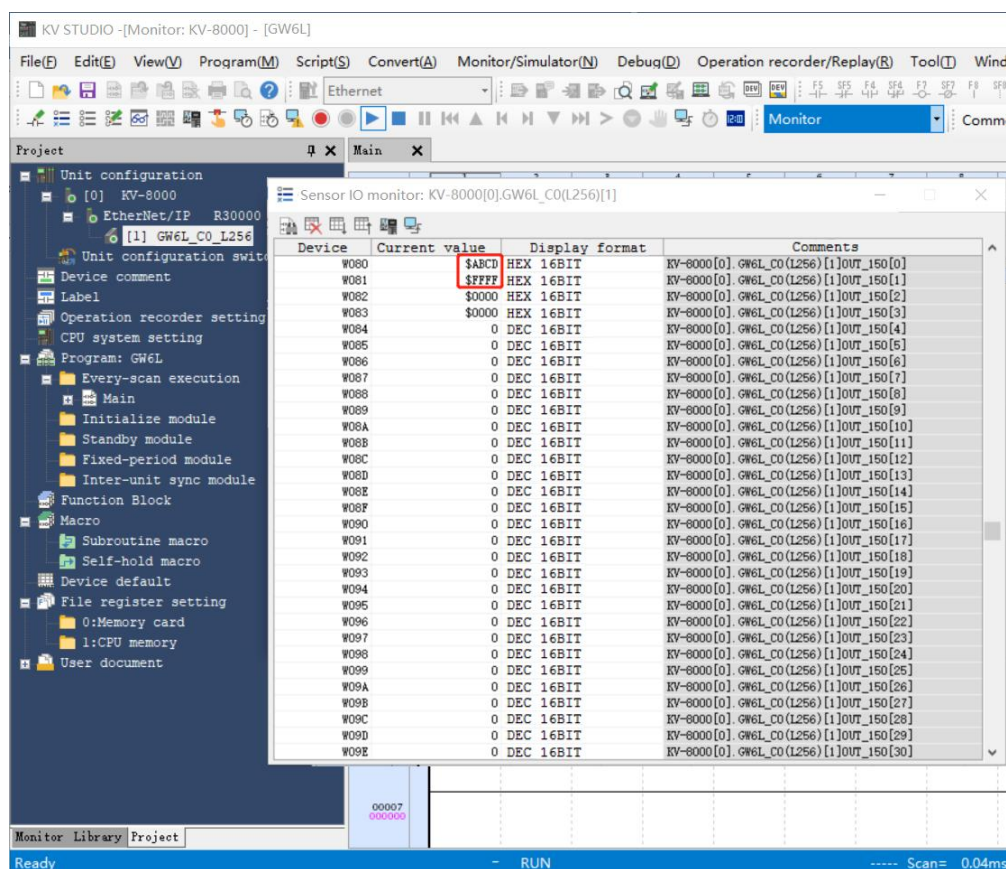 KV STUDIO -[Monitor: KV-8000] - [GW6L]
File(F) Edit(E) View(V) Program(M) Script(S) Convert(A) Monitor/Simulator(N) Debug(D) Operation recorder/Replay(R) Tool(T) Wind
Ethernet
Monitor Comm
Project Main
Unit configuration
[0] KV-8000
EtherNet/IP R30000
[1] GW6L_C0_L256
Unit configuration switc
Device comment
Label
Operation recorder setting
CPU system setting
Program: GW6L
Every-scan execution
Main
Initialize module
Standby module
Fixed-period module
Inter-unit sync module
Function Block
Macro
Subroutine macro
Self-hold macro
Device default
File register setting
0:Memory card
1:CPU memory
User document
Sensor IO monitor: KV-8000[0].GW6L_C0(L256)[1]
Device Current value Display format Comments
W080 $ABCD HEX 16BIT KV-8000[0].GW6L_C0(L256)[1]OUT_150[0]
W081 $FFFF HEX 16BIT KV-8000[0].GW6L_C0(L256)[1]OUT_150[1]
W082 $0000 HEX 16BIT KV-8000[0].GW6L_C0(L256)[1]OUT_150[2]
W083 $0000 HEX 16BIT KV-8000[0].GW6L_C0(L256)[1]OUT_150[3]
W084 0 DEC 16BIT KV-8000[0].GW6L_C0(L256)[1]OUT_150[4]
W085 0 DEC 16BIT KV-8000[0].GW6L_C0(L256)[1]OUT_150[5]
W086 0 DEC 16BIT KV-8000[0].GW6L_C0(L256)[1]OUT_150[6]
W087 0 DEC 16BIT KV-8000[0].GW6L_C0(L256)[1]OUT_150[7]
W088 0 DEC 16BIT KV-8000[0].GW6L_C0(L256)[1]OUT_150[8]
W089 0 DEC 16BIT KV-8000[0].GW6L_C0(L256)[1]OUT_150[9]
W08A 0 DEC 16BIT KV-8000[0].GW6L_C0(L256)[1]OUT_150[10]
W08B 0 DEC 16BIT KV-8000[0].GW6L_C0(L256)[1]OUT_150[11]
W08C 0 DEC 16BIT KV-8000[0].GW6L_C0(L256)[1]OUT_150[12]
W08D 0 DEC 16BIT KV-8000[0].GW6L_C0(L256)[1]OUT_150[13]
W08E 0 DEC 16BIT KV-8000[0].GW6L_C0(L256)[1]OUT_150[14]
W08F 0 DEC 16BIT KV-8000[0].GW6L_C0(L256)[1]OUT_150[15]
W090 0 DEC 16BIT KV-8000[0].GW6L_C0(L256)[1]OUT_150[16]
W091 0 DEC 16BIT KV-8000[0].GW6L_C0(L256)[1]OUT_150[17]
W092 0 DEC 16BIT KV-8000[0].GW6L_C0(L256)[1]OUT_150[18]
W093 0 DEC 16BIT KV-8000[0].GW6L_C0(L256)[1]OUT_150[19]
W094 0 DEC 16BIT KV-8000[0].GW6L_C0(L256)[1]OUT_150[20]
W095 0 DEC 16BIT KV-8000[0].GW6L_C0(L256)[1]OUT_150[21]
W096 0 DEC 16BIT KV-8000[0].GW6L_C0(L256)[1]OUT_150[22]
W097 0 DEC 16BIT KV-8000[0].GW6L_C0(L256)[1]OUT_150[23]
W098 0 DEC 16BIT KV-8000[0].GW6L_C0(L256)[1]OUT_150[24]
W099 0 DEC 16BIT KV-8000[0].GW6L_C0(L256)[1]OUT_150[25]
W09A 0 DEC 16BIT KV-8000[0].GW6L_C0(L256)[1]OUT_150[26]
W09B 0 DEC 16BIT KV-8000[0].GW6L_C0(L256)[1]OUT_150[27]
W09C 0 DEC 16BIT KV-8000[0].GW6L_C0(L256)[1]OUT_150[28]
W09D 0 DEC 16BIT KV-8000[0].GW6L_C0(L256)[1]OUT_150[29]
W09E 0 DEC 16BIT KV-8000[0].GW6L_C0(L256)[1]OUT_150[30]
00007
000000
Monitor Library Project
Ready - RUN ----- Scan= 0.04ms